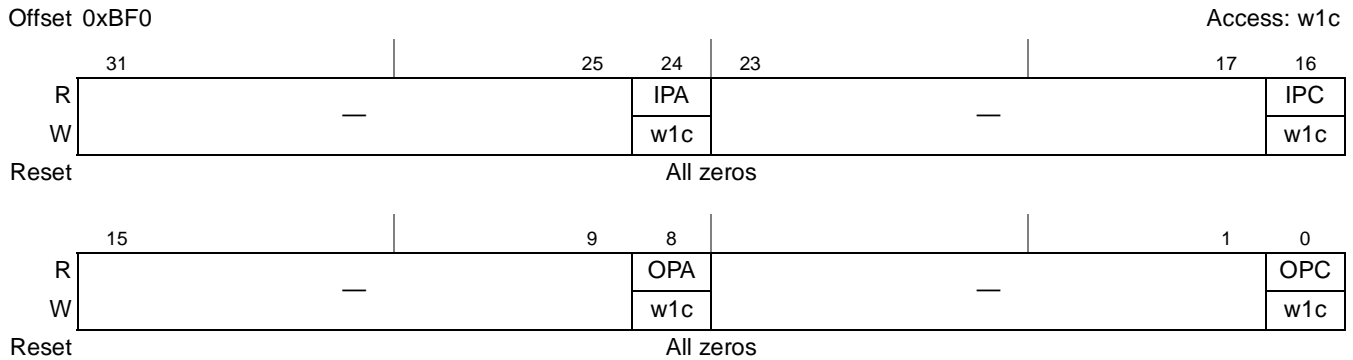 Offset 0xBF0 Access: w1c
31 25 24 23 17 16
R — IPA — IPC
W w1c w1c
Reset All zeros
15 9 8 1 0
R — OPA — OPC
W w1c w1c
Reset All zeros